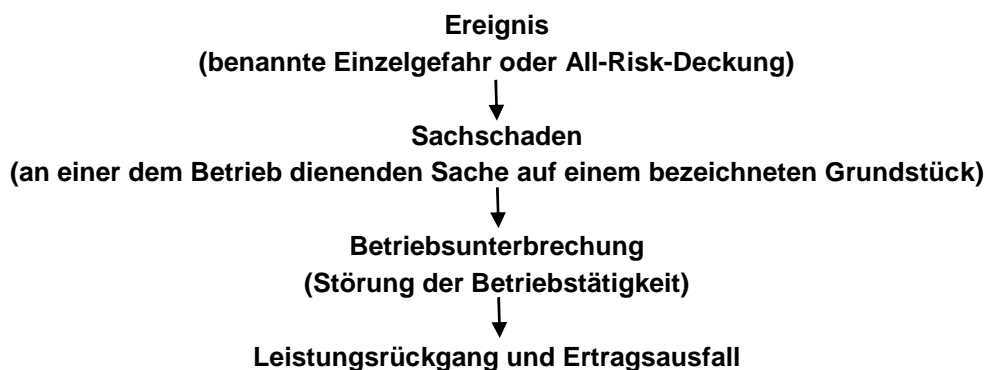 Ereignis
(benannte Einzelgefahr oder All-Risk-Deckung)
Sachschaden
(an einer dem Betrieb dienenden Sache auf einem bezeichneten Grundstück)
Betriebsunterbrechung
(Störung der Betriebstätigkeit)
Leistungsrückgang und Ertragsausfall